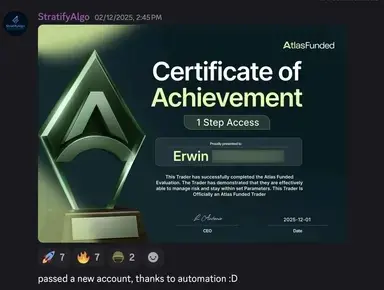 StratifyAlgo 02/12/2025, 2:45 PM
AtlasFunded
Certificate of
Achievement
1 Step Access
Proudly presented to:
Erwin
This Trader has successfully completed the Atlas Funded
Evaluation. The Trader has demonstrated that they are effectively
able to manage risk and stay within set Parameters. This Trader is
Officially an Atlas Funded Trader
2025-12-01
CEO
Date
7 7 2
passed a new account, thanks to automation :D